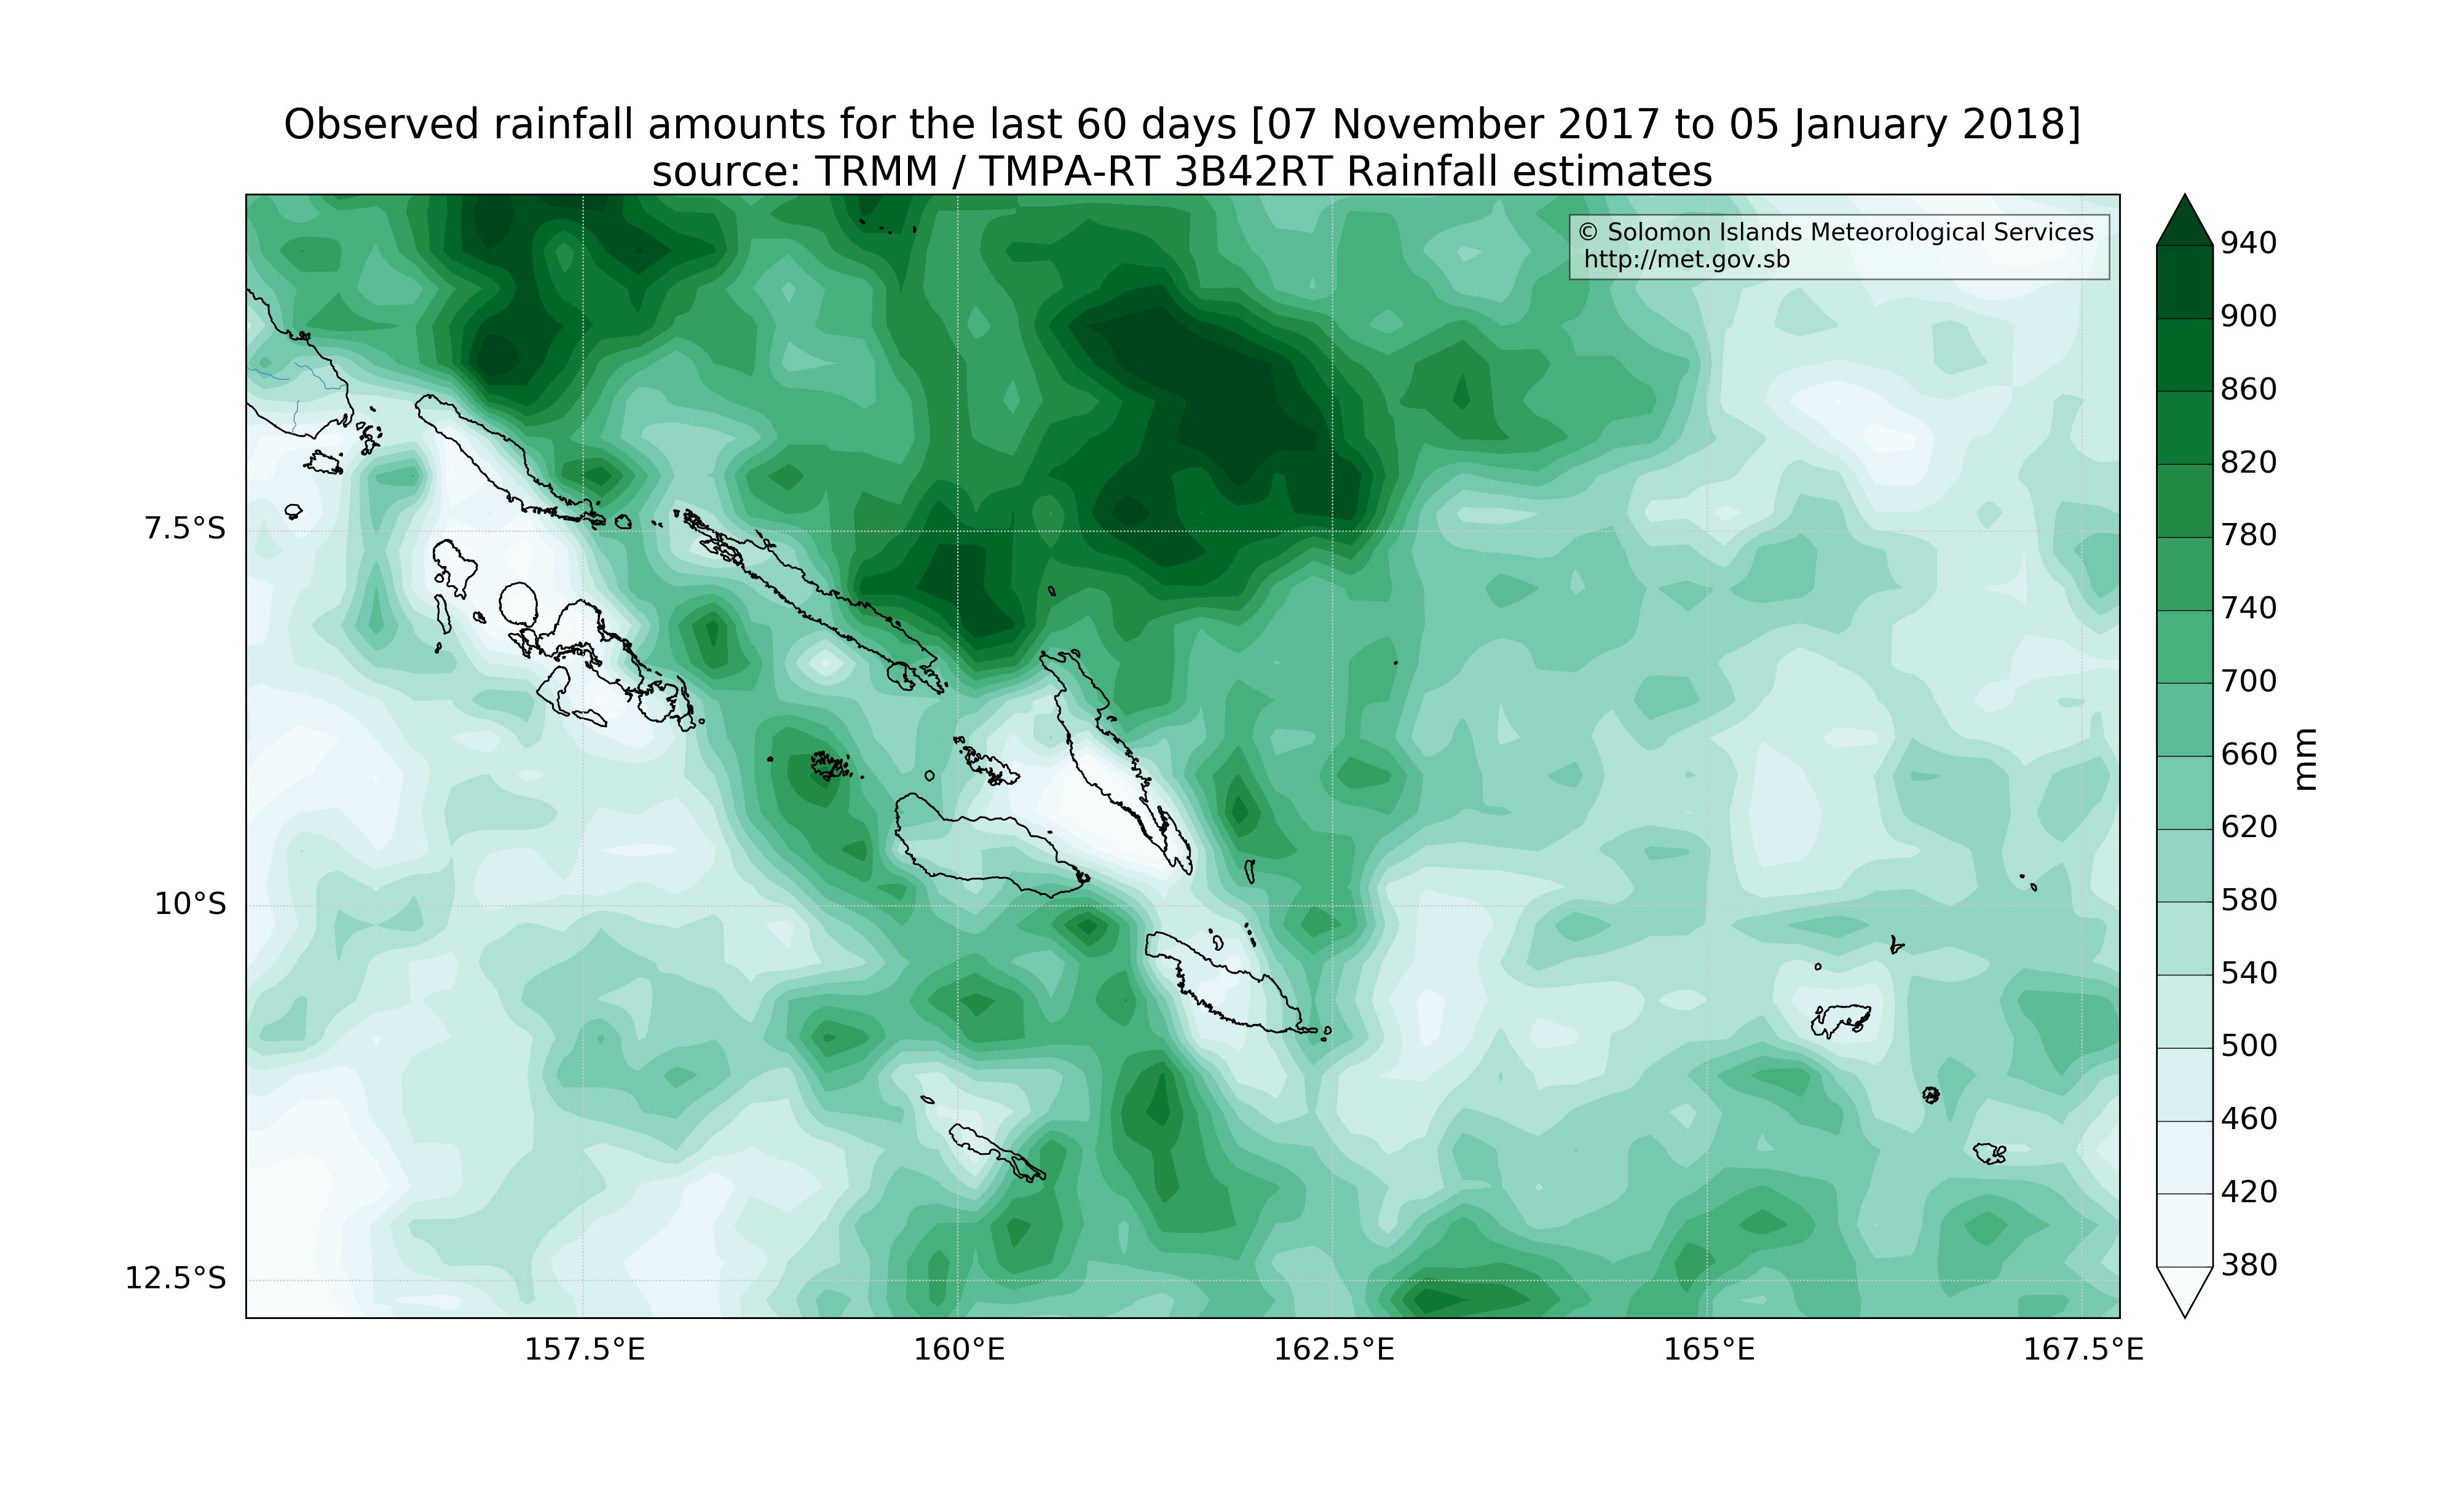 Observed rainfall amounts for the last 60 days [07 November 2017 to 05 January 2018]
source: TRMM / TMPA-RT 3B42RT Rainfall estimates
© Solomon Islands Meteorological Services
http://met.gov.sb
7.5°S
10°S
12.5°S
157.5°E
160°E
162.5°E
165°E
167.5°E
940
900
860
820
780
740
700
660
620
580
540
500
460
420
380
mm